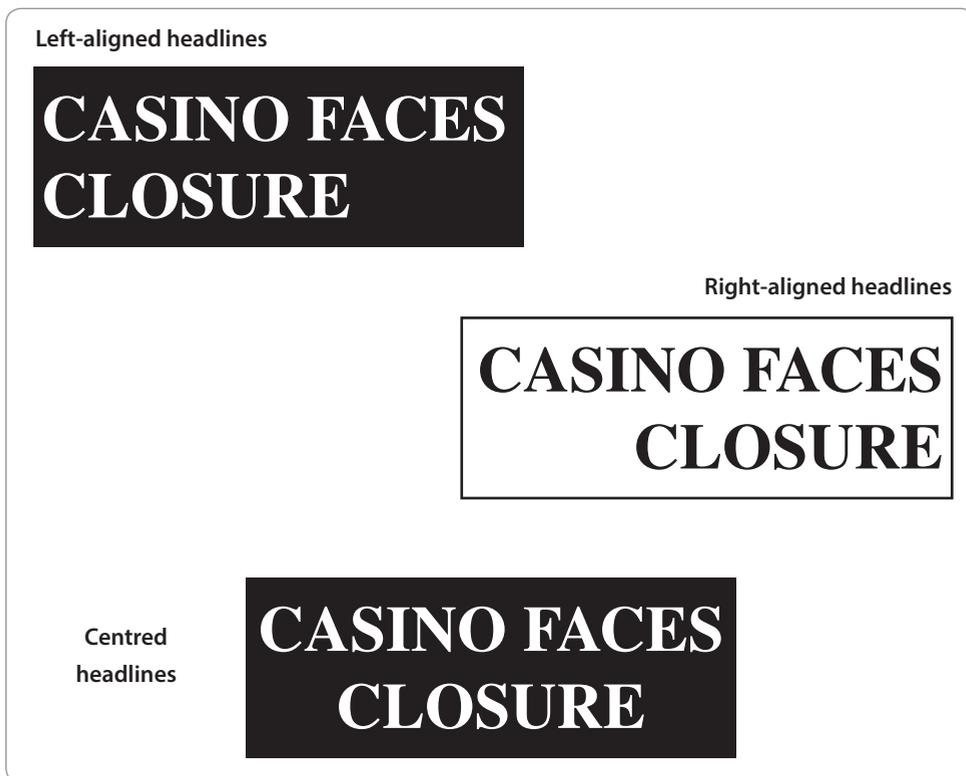 Left-aligned headlines
CASINO FACES
CLOSURE
Right-aligned headlines
CASINO FACES
CLOSURE
Centred
headlines
CASINO FACES
CLOSURE